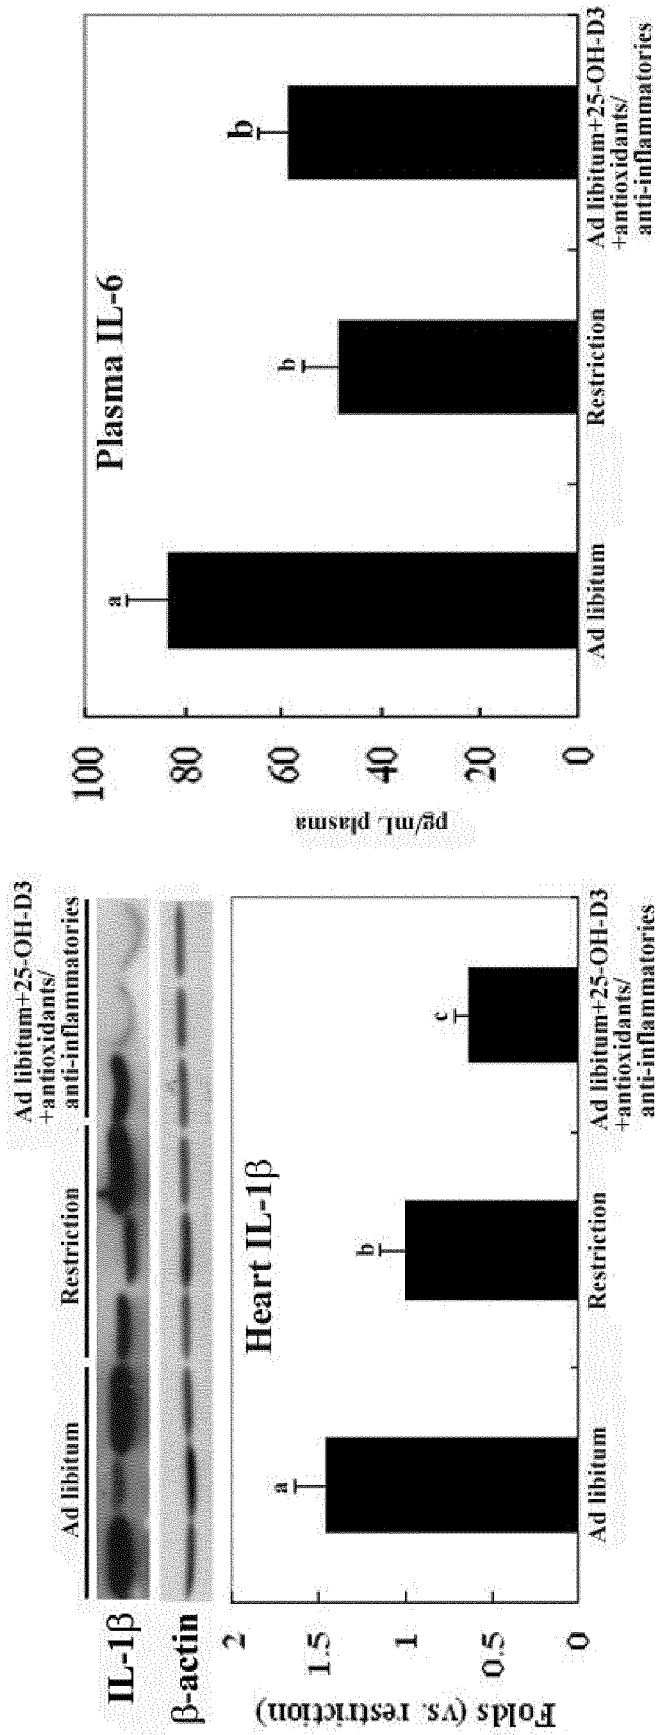 Ad libitum+25-OH-D3
+antioxidants/
anti-inflammatories
Ad libitum
Restriction
IL-1β
β-actin
Heart IL-1β
Folds (vs. restriction)
2
1.5
1
0.5
0
a
b
c
Ad libitum
Restriction
Ad libitum+25-OH-D3
+antioxidants/
anti-inflammatories
Plasma IL-6
pg/mL plasma
100
80
60
40
20
0
a
b
b
Ad libitum
Restriction
Ad libitum+25-OH-D3
+antioxidants/
anti-inflammatories